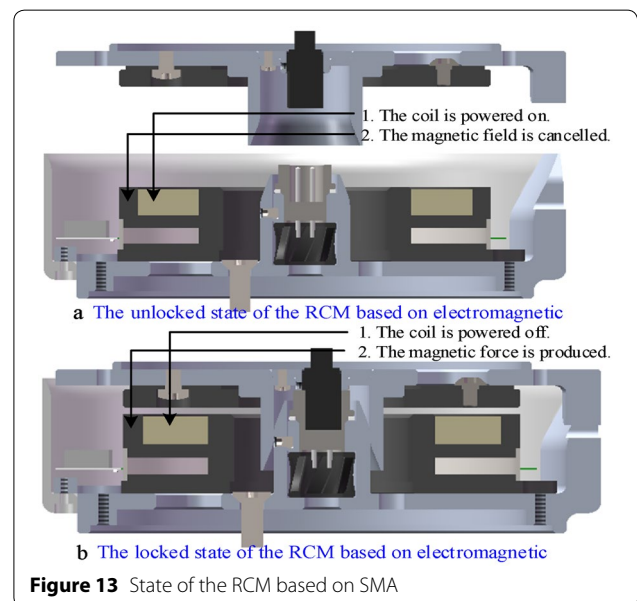 1. The coil is powered on.
2. The magnetic field is cancelled.
a The unlocked state of the RCM based on electromagnetic
1. The coil is powered off.
2. The magnetic force is produced.
b The locked state of the RCM based on electromagnetic
Figure 13 State of the RCM based on SMA